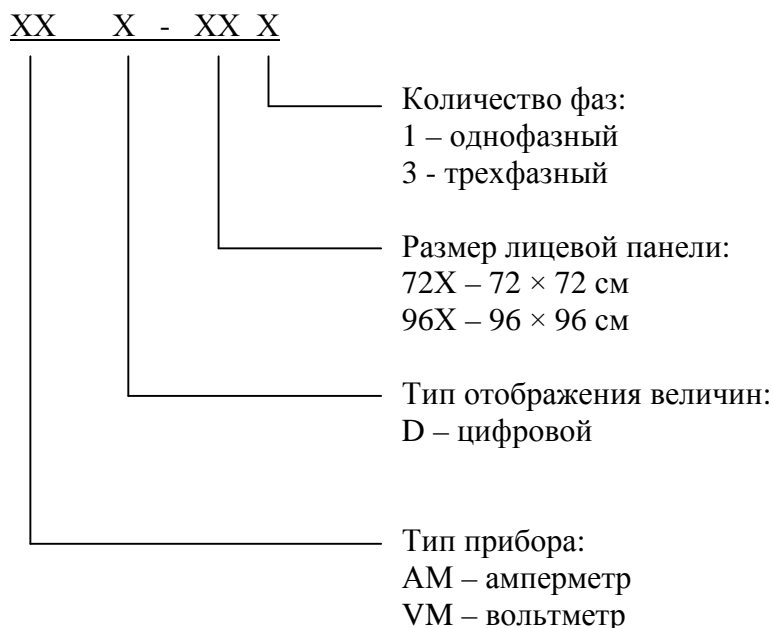 XX X - XX X
Количество фаз:
1 – однофазный
3 - трехфазный
Размер лицевой панели:
72X – 72 × 72 см
96X – 96 × 96 см
Тип отображения величин:
D – цифровой
Тип прибора:
AM – амперметр
VM – вольтметр